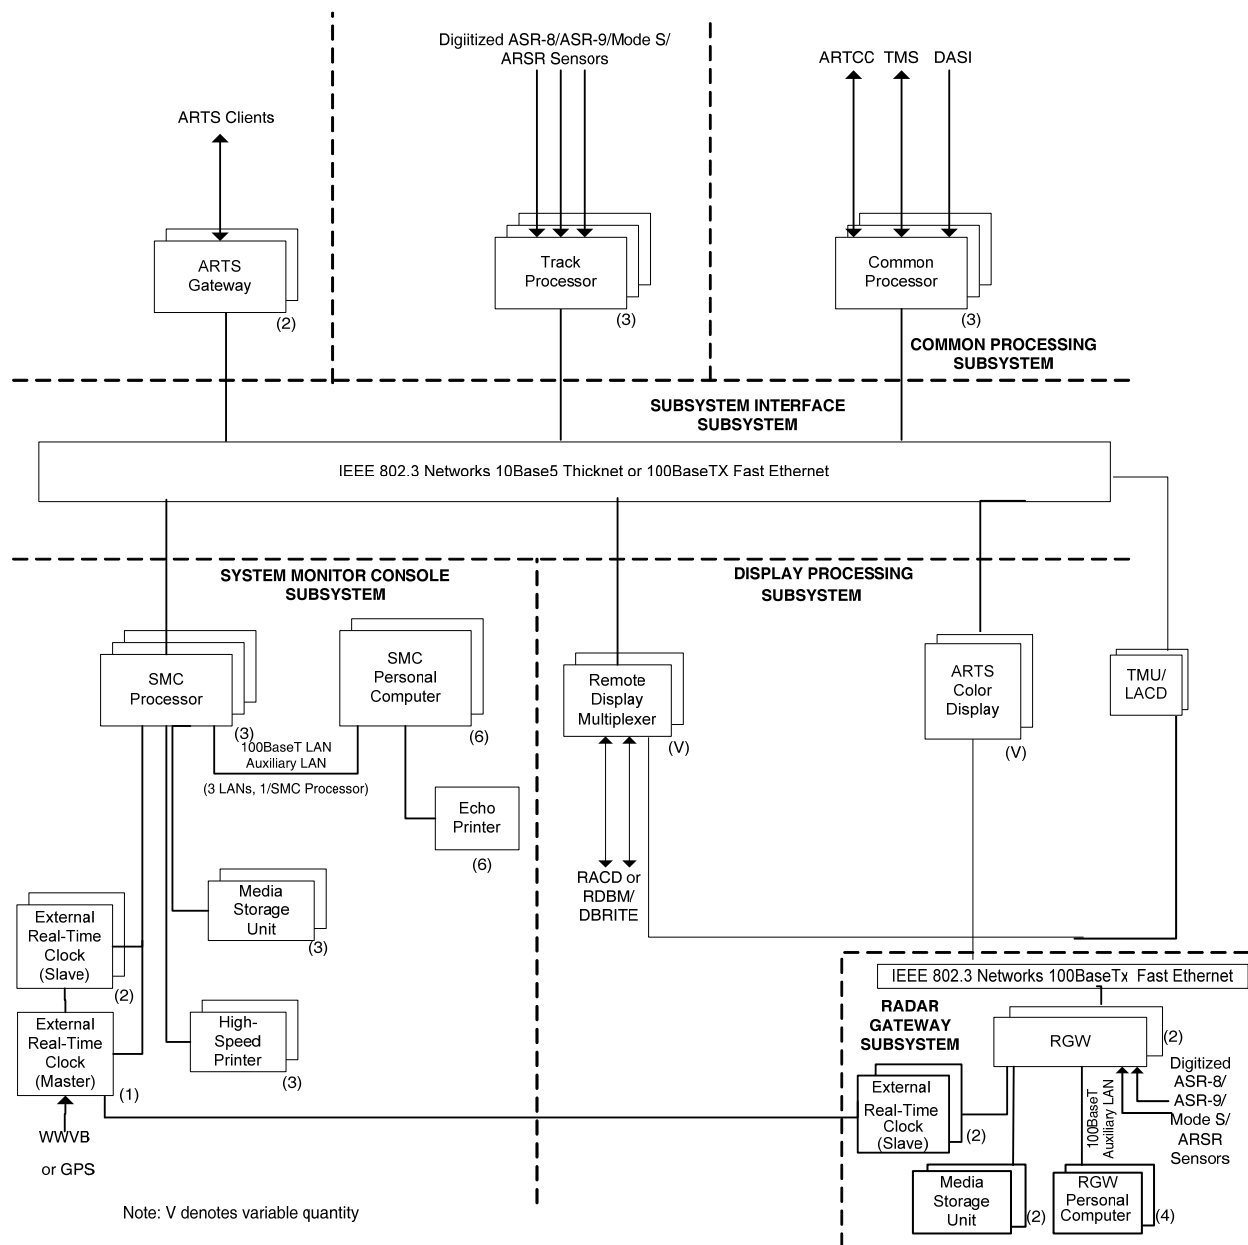 Digiitized ASR-8/ASR-9/Mode S/
ARSR Sensors
ARTCC TMS DASI
ARTS Clients
ARTS
Gateway
(2)
Track
Processor
(3)
Common
Processor
(3)
COMMON PROCESSING
SUBSYSTEM
SUBSYSTEM INTERFACE
SUBSYSTEM
IEEE 802.3 Networks 10Base5 Thicknet or 100BaseTX Fast Ethernet
SYSTEM MONITOR CONSOLE
SUBSYSTEM
DISPLAY PROCESSING
SUBSYSTEM
SMC
Processor
(3)
SMC
Personal
Computer
(6)
100BaseT LAN
Auxiliary LAN
(3 LANs, 1/SMC Processor)
Echo
Printer
(6)
Remote
Display
Multiplexer
(V)
ARTS
Color
Display
(V)
TMU/
LACD
RACD or
RDBM/
DBRITE
Media
Storage
Unit
(3)
External
Real-Time
Clock
(Slave)
(2)
External
Real-Time
Clock
(Master)
(1)
High-
Speed
Printer
(3)
WWVB
or GPS
IEEE 802.3 Networks 100BaseTx Fast Ethernet
RADAR
GATEWAY
SUBSYSTEM
RGW
(2)
Digitized
ASR-8/
ASR-9/
Mode S/
ARSR
Sensors
External
Real-Time
Clock
(Slave)
(2)
100BaseT
Auxiliary LAN
Media
Storage
Unit
(2)
RGW
Personal
Computer
(4)
Note: V denotes variable quantity